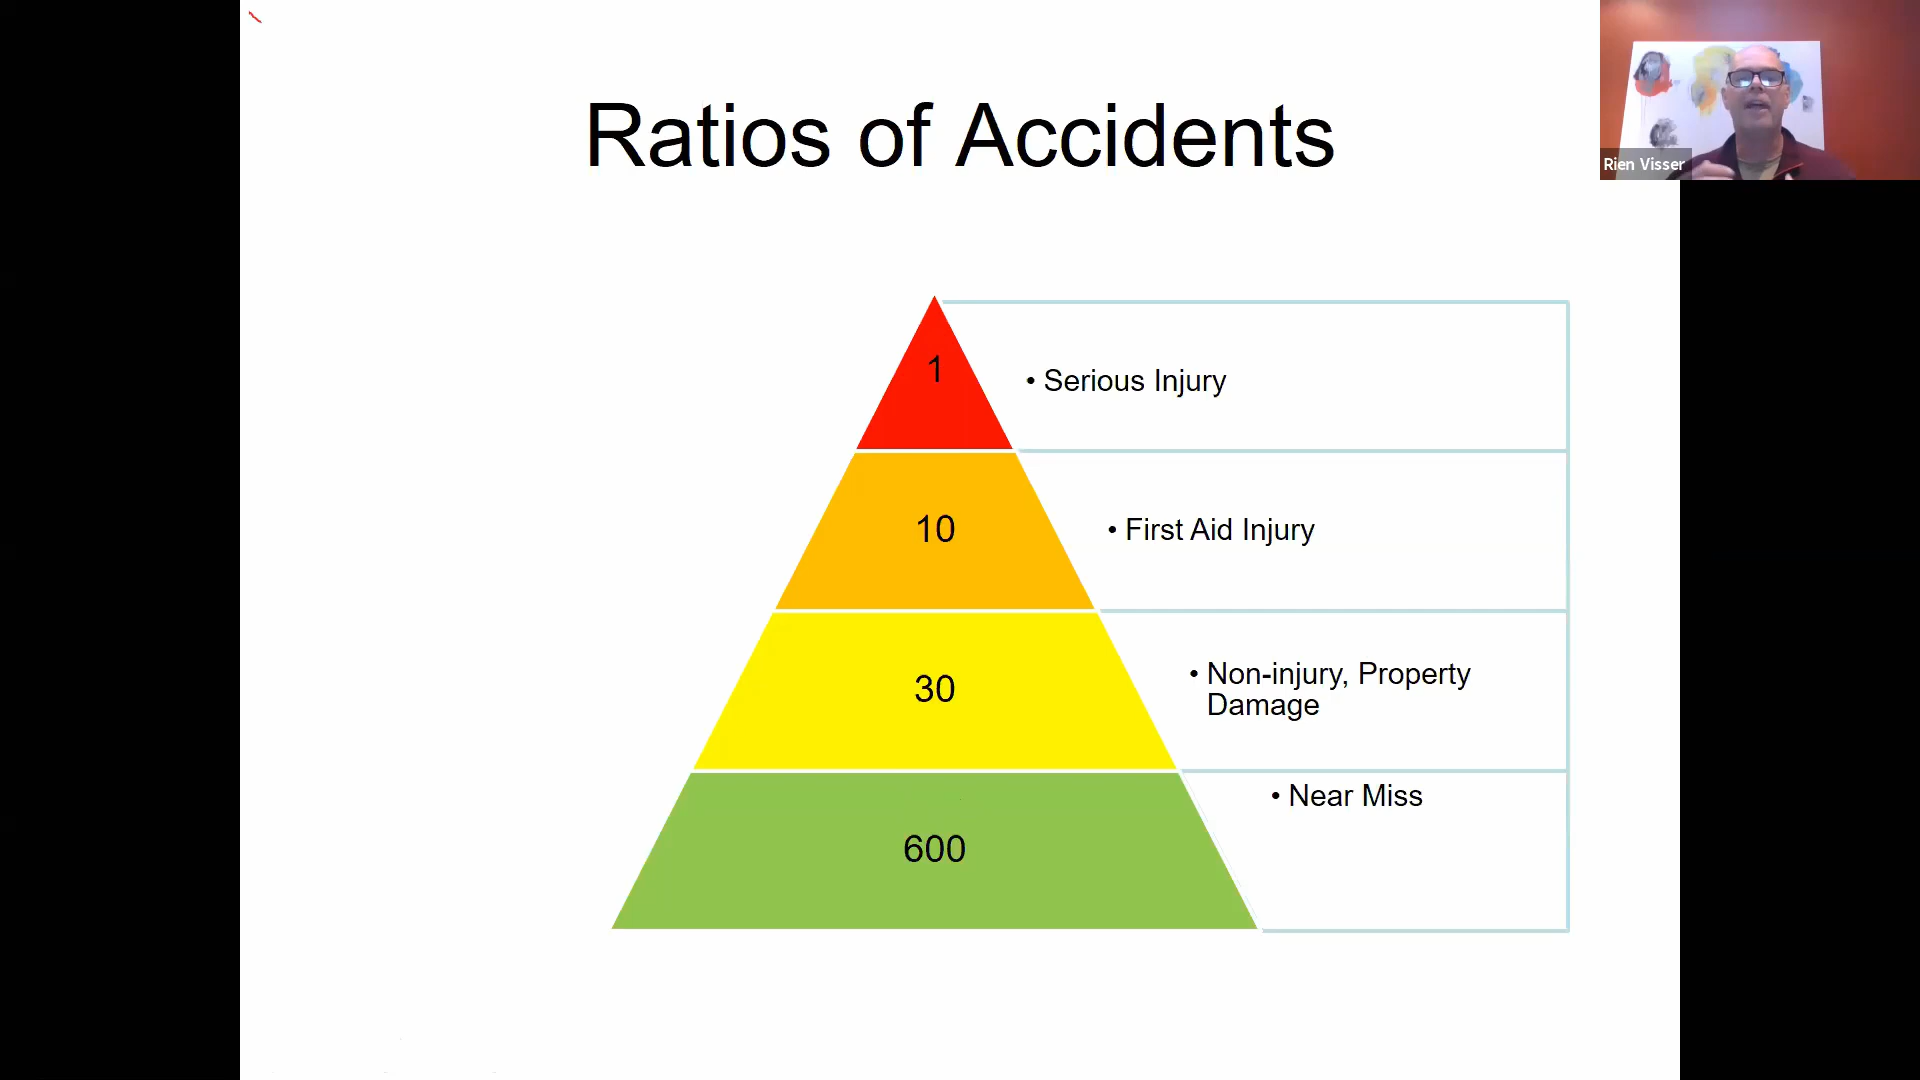 Ratios of Accidents
Rien Visser
1
• Serious Injury
10
• First Aid Injury
30
• Non-injury, Property
Damage
600
• Near Miss